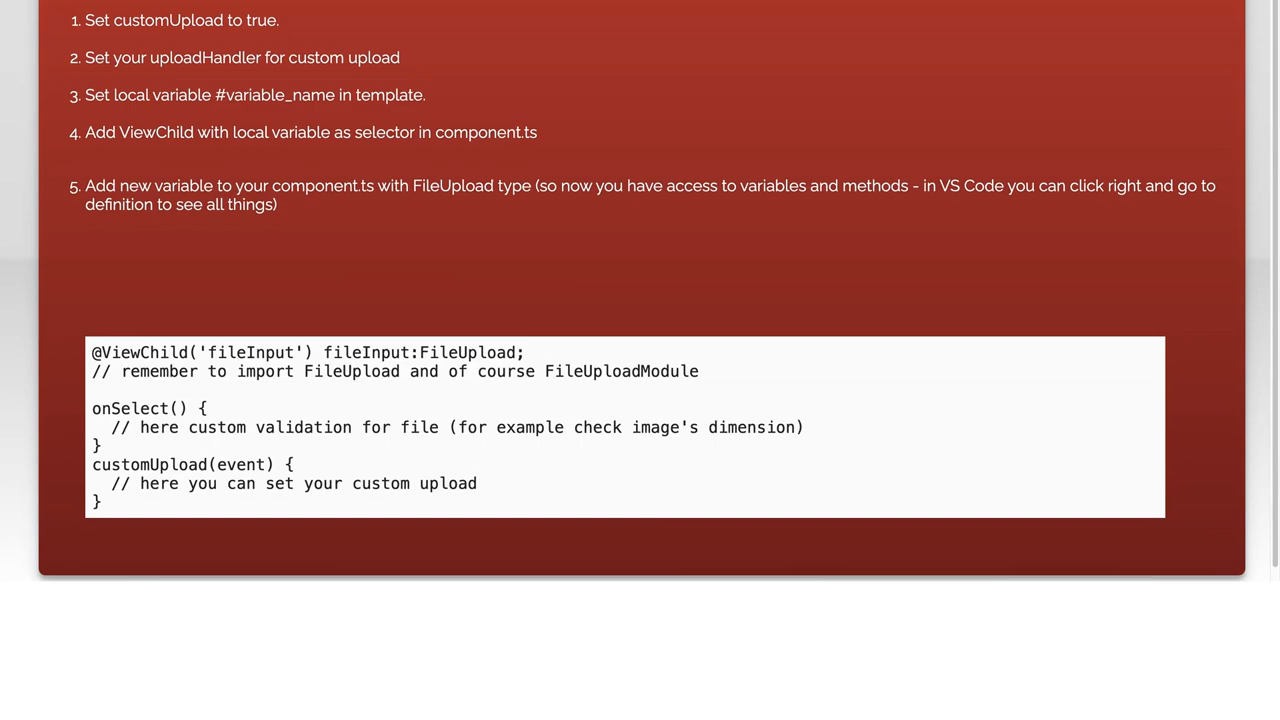 1. Set customUpload to true.
2. Set your uploadHandler for custom upload
3. Set local variable #variable_name in template.
4. Add ViewChild with local variable as selector in component.ts
5. Add new variable to your component.ts with FileUpload type (so now you have access to variables and methods - in VS Code you can click right and go to
definition to see all things)
@ViewChild('fileInput') fileInput:FileUpload;
// remember to import FileUpload and of course FileUploadModule
onSelect() {
  // here custom validation for file (for example check image's dimension)
}
customUpload(event) {
  // here you can set your custom upload
}